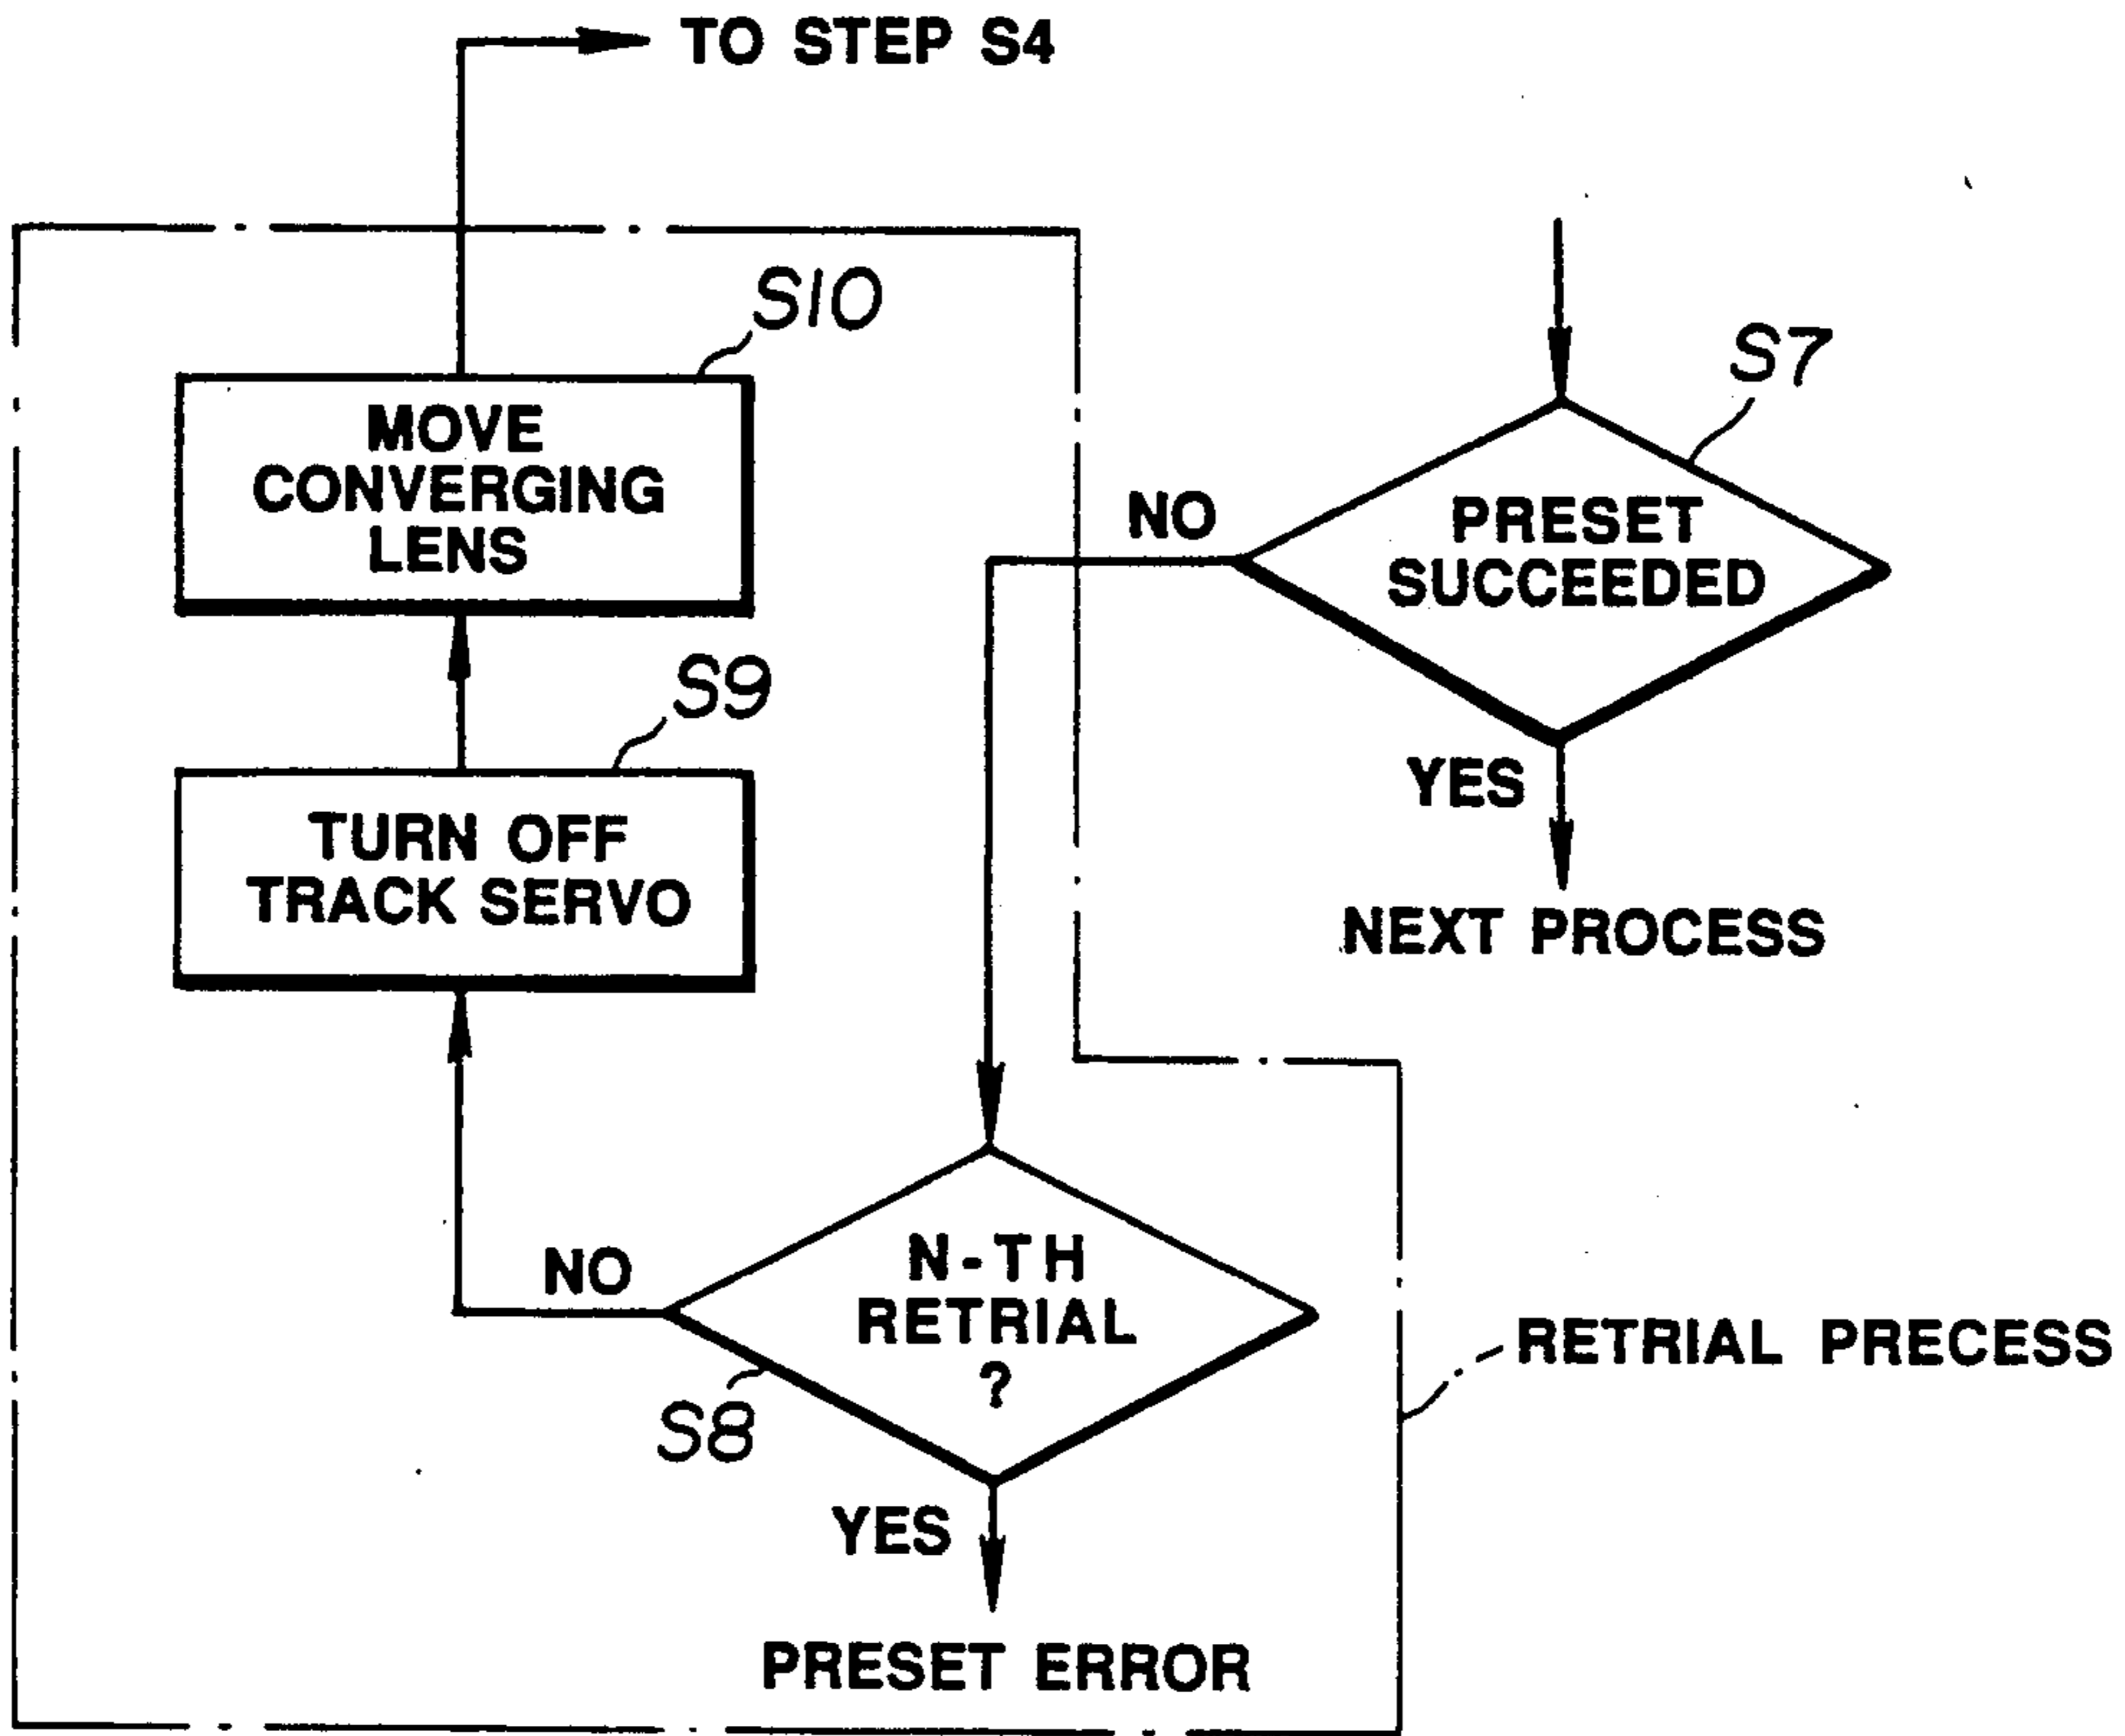 TO STEP S4
S10
MOVE
CONVERGING
LENS
S7
PRESET
SUCCEEDED
NO
S9
TURN OFF
TRACK SERVO
YES
NEXT PROCESS
N-TH
RETRIAL
?
NO
S8
RETRIAL PRECESS
YES
PRESET ERROR